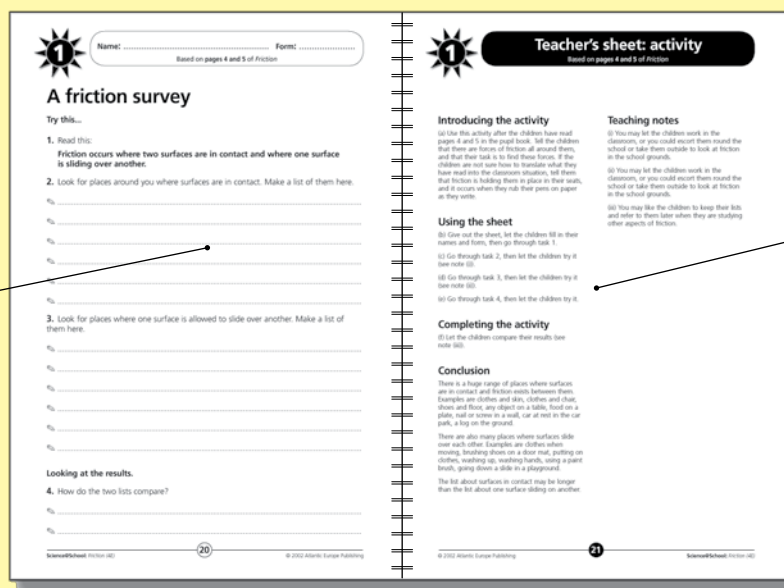 1
Name: ............................................................ Form: ........................
Based on pages 4 and 5 of Friction
A friction survey
Try this...
1. Read this:
Friction occurs where two surfaces are in contact and where one surface
is sliding over another.
2. Look for places around you where surfaces are in contact. Make a list of them here.
3. Look for places where one surface is allowed to slide over another. Make a list of
them here.
Looking at the results.
4. How do the two lists compare?
Science@School: Friction (4E)
20
© 2002 Atlantic Europe Publishing
1
Teacher's sheet: activity
Based on pages 4 and 5 of Friction
Introducing the activity
(a) Use this activity after the children have read
pages 4 and 5 in the pupil book. Tell the children
that there are forces of friction all around them,
and that their task is to find these forces. If the
children are not sure how to translate what they
have read into the classroom situation, tell them
that friction is holding them in place in their seats,
and it occurs when they rub their pens on paper
as they write.
Using the sheet
(b) Give out the sheet, let the children fill in their
names and form, then go through task 1.
(c) Go through task 2, then let the children try it
(see note (i)).
(d) Go through task 3, then let the children try it
(see note (ii)).
(e) Go through task 4, then let the children try it.
Completing the activity
(f) Let the children compare their results (see
note (iii)).
Conclusion
There is a huge range of places where surfaces
are in contact and friction exists between them.
Examples are clothes and skin, clothes and chair,
shoes and floor, any object on a table, food on a
plate, nail or screw in a wall, car at rest in the car
park, a log on the ground.
There are also many places where surfaces slide
over each other. Examples are clothes when
moving, brushing shoes on a door mat, putting on
clothes, washing up, washing hands, using a paint
brush, going down a slide in a playground.
The list about surfaces in contact may be longer
than the list about one surface sliding on another.
Teaching notes
(i) You may let the children work in the
classroom, or you could escort them round the
school or take them outside to look at friction
in the school grounds.
(ii) You may let the children work in the
classroom, or you could escort them round the
school or take them outside to look at friction
in the school grounds.
(iii) You may like the children to keep their lists
and refer to them later when they are studying
other aspects of friction.
© 2002 Atlantic Europe Publishing
21
Science@School: Friction (4E)